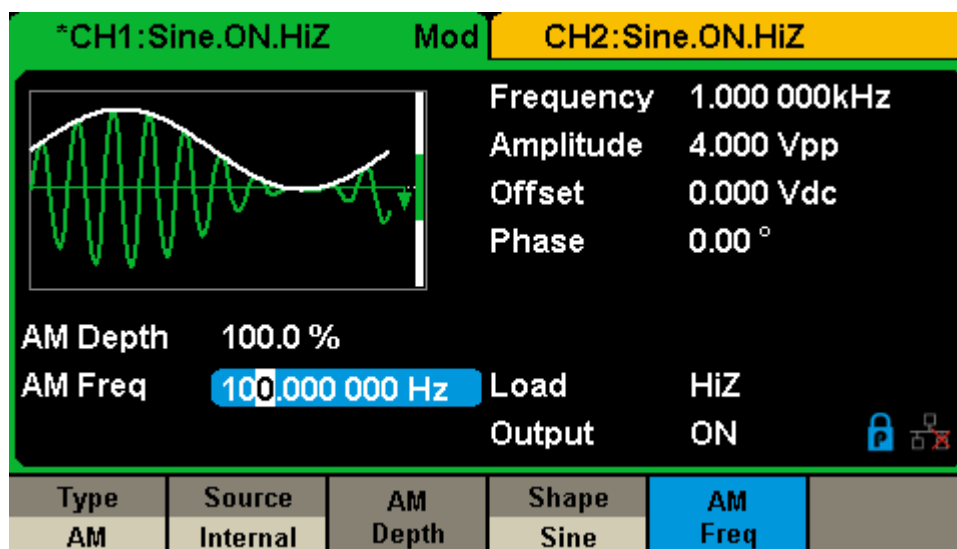 *CH1:Sine.ON.HiZ Mod CH2:Sine.ON.HiZ
Frequency 1.000 000kHz
Amplitude 4.000 Vpp
Offset 0.000 Vdc
Phase 0.00 °
AM Depth 100.0 %
AM Freq 100.000 000 Hz Load HiZ
Output ON P
Type Source AM Shape AM
AM Internal Depth Sine Freq